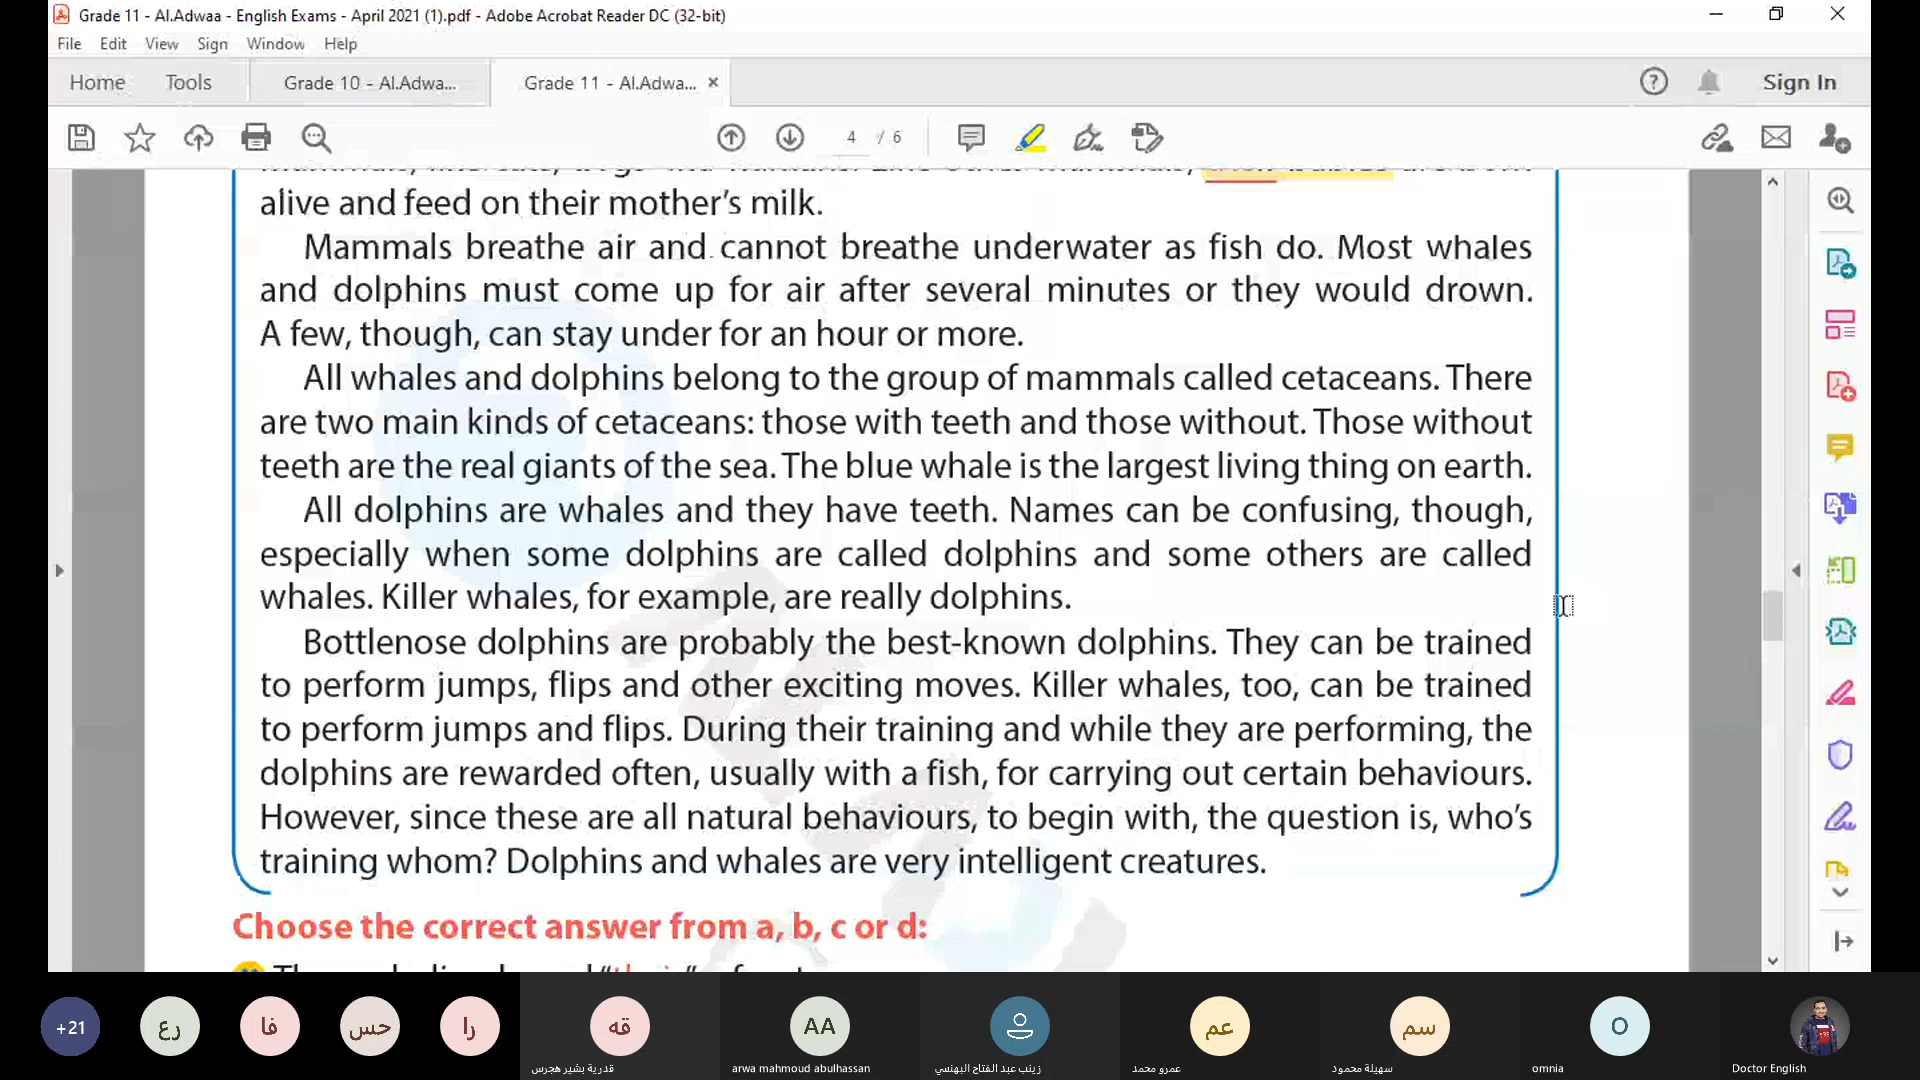 Grade 11 - Al.Adwaa - English Exams - April 2021 (1).pdf - Adobe Acrobat Reader DC (32-bit)
File Edit View Sign Window Help
Home Tools Grade 10 - Al.Adwa... Grade 11 - Al.Adwa... ×
Sign In
4 / 6
alive and feed on their mother's milk.
Mammals breathe air and cannot breathe underwater as fish do. Most whales
and dolphins must come up for air after several minutes or they would drown.
A few, though, can stay under for an hour or more.
All whales and dolphins belong to the group of mammals called cetaceans. There
are two main kinds of cetaceans: those with teeth and those without. Those without
teeth are the real giants of the sea. The blue whale is the largest living thing on earth.
All dolphins are whales and they have teeth. Names can be confusing, though,
especially when some dolphins are called dolphins and some others are called
whales. Killer whales, for example, are really dolphins.
Bottlenose dolphins are probably the best-known dolphins. They can be trained
to perform jumps, flips and other exciting moves. Killer whales, too, can be trained
to perform jumps and flips. During their training and while they are performing, the
dolphins are rewarded often, usually with a fish, for carrying out certain behaviours.
However, since these are all natural behaviours, to begin with, the question is, who's
training whom? Dolphins and whales are very intelligent creatures.
Choose the correct answer from a, b, c or d:
+21 رع فا حس را قه AA عم سم O
قدرية بشير هجرس arwa mahmoud abulhassan زينب عبد الفتاح البهنسي عمرو محمد سهيلة محمود omnia Doctor English